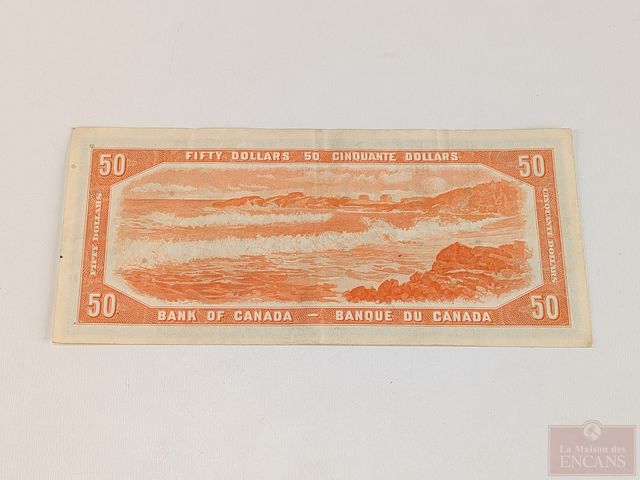 50 FIFTY DOLLARS 50 CINQUANTE DOLLARS 50
FIFTY DOLLARS
CINQUANTE DOLLARS
50 BANK OF CANADA — BANQUE DU CANADA 50
La Maison des
ENCANS